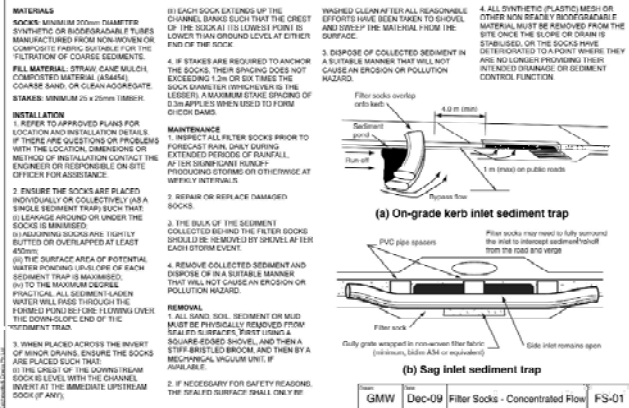 MATERIALS
SOCKS: MINIMUM 200mm DIAMETER
SYNTHETIC OR BIODEGRADABLE TUBES
MANUFACTURED FROM NON-WOVEN OR
COMPOSITE FABRIC SUITABLE FOR THE
'FILTRATION' OF COARSE SEDIMENTS.
FILL MATERIAL: STRAW, CANE MULCH,
COMPOSTED MATERIAL (AS4454),
COARSE SAND, OR CLEAN AGGREGATE.
STAKES: MINIMUM 25 x 25mm TIMBER.
INSTALLATION
1. REFER TO APPROVED PLANS FOR
LOCATION AND INSTALLATION DETAILS.
IF THERE ARE QUESTIONS OR PROBLEMS
WITH THE LOCATION, DIMENSIONS OR
METHOD OF INSTALLATION CONTACT THE
ENGINEER OR RESPONSIBLE ON-SITE
OFFICER FOR ASSISTANCE.
2. ENSURE THE SOCKS ARE PLACED
INDIVIDUALLY OR COLLECTIVELY (AS A
SINGLE SEDIMENT TRAP) SUCH THAT:
(i) LEAKAGE AROUND OR UNDER THE
SOCKS IS MINIMISED;
(ii) ADJOINING SOCKS ARE TIGHTLY
BUTTED OR OVERLAPPED AT LEAST
450mm;
(iii) THE SURFACE AREA OF POTENTIAL
WATER PONDING UP-SLOPE OF EACH
SEDIMENT TRAP IS MAXIMISED;
(iv) TO THE MAXIMUM DEGREE
PRACTICAL, ALL SEDIMENT-LADEN
WATER WILL PASS THROUGH THE
FORMED POND BEFORE FLOWING OVER
THE DOWN-SLOPE END OF THE
SEDIMENT TRAP.
3. WHEN PLACED ACROSS THE INVERT
OF MINOR DRAINS, ENSURE THE SOCKS
ARE PLACED SUCH THAT:
(i) THE CREST OF THE DOWNSTREAM
SOCK IS LEVEL WITH THE CHANNEL
INVERT AT THE IMMEDIATE UPSTREAM
SOCK (IF ANY);
(ii) EACH SOCK EXTENDS UP THE
CHANNEL BANKS SUCH THAT THE CREST
OF THE SOCK AT ITS LOWEST POINT IS
LOWER THAN GROUND LEVEL AT EITHER
END OF THE SOCK.
4. IF STAKES ARE REQUIRED TO ANCHOR
THE SOCKS, THEIR SPACING DOES NOT
EXCEEDING 1.2m OR SIX TIMES THE
SOCK DIAMETER (WHICHEVER IS THE
LESSER). A MAXIMUM STAKE SPACING OF
0.3m APPLIES WHEN USED TO FORM
CHECK DAMS.
MAINTENANCE
1. INSPECT ALL FILTER SOCKS PRIOR TO
FORECAST RAIN, DAILY DURING
EXTENDED PERIODS OF RAINFALL,
AFTER SIGNIFICANT RUNOFF
PRODUCING STORMS OR OTHERWISE AT
WEEKLY INTERVALS.
2. REPAIR OR REPLACE DAMAGED
SOCKS.
3. THE BULK OF THE SEDIMENT
COLLECTED BEHIND THE FILTER SOCKS
SHOULD BE REMOVED BY SHOVEL AFTER
EACH STORM EVENT.
4. REMOVE COLLECTED SEDIMENT AND
DISPOSE OF IN A SUITABLE MANNER
THAT WILL NOT CAUSE AN EROSION OR
POLLUTION HAZARD.
REMOVAL
1. ALL SAND, SOIL, SEDIMENT OR MUD
MUST BE PHYSICALLY REMOVED FROM
SEALED SURFACES, FIRST USING A
SQUARE-EDGED SHOVEL, AND THEN A
STIFF-BRISTLED BROOM, AND THEN BY A
MECHANICAL VACUUM UNIT, IF
AVAILABLE.
2. IF NECESSARY FOR SAFETY REASONS,
THE SEALED SURFACE SHALL ONLY BE
WASHED CLEAN AFTER ALL REASONABLE
EFFORTS HAVE BEEN TAKEN TO SHOVEL
AND SWEEP THE MATERIAL FROM THE
SURFACE.
3. DISPOSE OF COLLECTED SEDIMENT IN
A SUITABLE MANNER THAT WILL NOT
CAUSE AN EROSION OR POLLUTION
HAZARD.
4. ALL SYNTHETIC (PLASTIC) MESH OR
OTHER NON READILY BIODEGRADABLE
MATERIAL MUST BE REMOVED FROM THE
SITE ONCE THE SLOPE OR DRAIN IS
STABILISED, OR THE SOCKS HAVE
DETERIORATED TO A POINT WHERE THEY
ARE NO LONGER PROVIDING THEIR
INTENDED DRAINAGE OR SEDIMENT
CONTROL FUNCTION.
Filter socks overlap
onto kerb
4.0 m (min)
Sediment
pond
Run-off
1 m (max) on public roads
Bypass flow
(a) On-grade kerb inlet sediment trap
PVC pipe spacers
Filter socks may need to fully surround
the inlet to intercept sediment/runoff
from the road and verge
Filter sock
Gully grate wrapped in non-woven filter fabric
(minimum, bidim A34 or equivalent)
Side inlet remains open
(b) Sag inlet sediment trap
GMW
Dec-09
Filter Socks - Concentrated Flow
FS-01